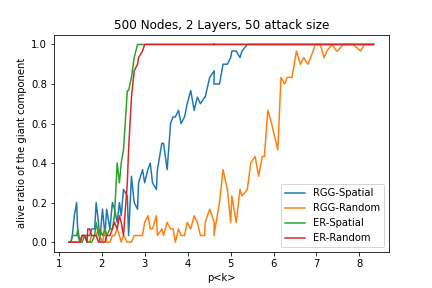 500 Nodes, 2 Layers, 50 attack size
alive ratio of the giant component
1.0
0.8
0.6
0.4
0.2
0.0
RGG-Spatial
RGG-Random
ER-Spatial
ER-Random
1 2 3 4 5 6 7 8
p<k>